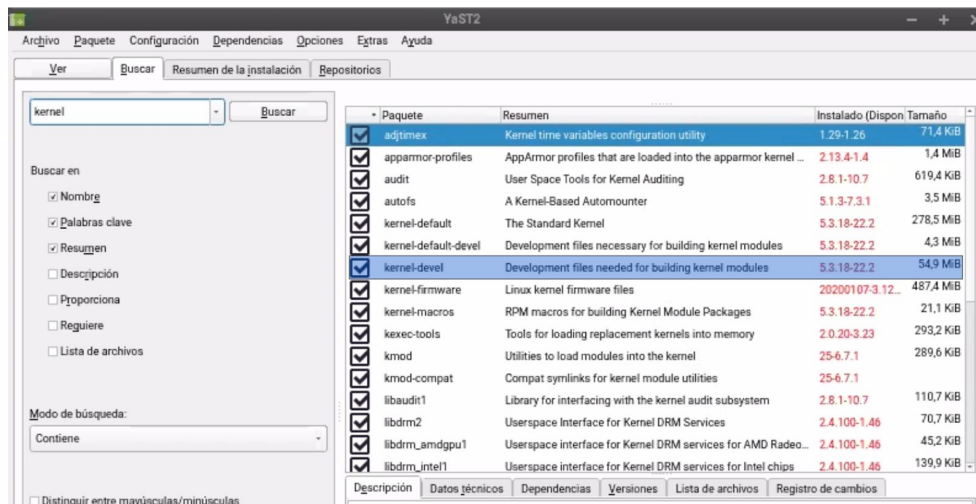 YaST2
Archivo Paquete Configuración Dependencias Opciones Extras Ayuda
Ver Buscar Resumen de la instalación Repositorios
kernel Buscar
Buscar en
Nombre
Palabras clave
Resumen
Descripción
Proporciona
Requiere
Lista de archivos
Modo de búsqueda:
Contiene
Distinguir entre mayúsculas/minúsculas
Paquete Resumen Instalado (Dispon Tamaño
adjtimex Kernel time variables configuration utility 1.29-1.26 71,4 KiB
apparmor-profiles AppArmor profiles that are loaded into the apparmor kernel ... 2.13.4-1.4 1,4 MiB
audit User Space Tools for Kernel Auditing 2.8.1-10.7 619,4 KiB
autofs A Kernel-Based Automounter 5.1.3-7.3.1 3,5 MiB
kernel-default The Standard Kernel 5.3.18-22.2 278,5 MiB
kernel-default-devel Development files necessary for building kernel modules 5.3.18-22.2 4,3 MiB
kernel-devel Development files needed for building kernel modules 5.3.18-22.2 54,9 MiB
kernel-firmware Linux kernel firmware files 20200107-3.12... 487,4 MiB
kernel-macros RPM macros for building Kernel Module Packages 5.3.18-22.2 21,1 KiB
kexec-tools Tools for loading replacement kernels into memory 2.0.20-3.23 293,2 KiB
kmod Utilities to load modules into the kernel 25-6.7.1 289,6 KiB
kmod-compat Compat symlinks for kernel module utilities 25-6.7.1
libaudit1 Library for interfacing with the kernel audit subsystem 2.8.1-10.7 110,7 KiB
libdrm2 Userspace Interface for Kernel DRM Services 2.4.100-1.46 70,7 KiB
libdrm_amdgpu1 Userspace interface for Kernel DRM services for AMD Radeo... 2.4.100-1.46 45,2 KiB
libdrm_intel1 Userspace interface for Kernel DRM services for Intel chips 2.4.100-1.46 139,9 KiB
Descripción Datos técnicos Dependencias Versiones Lista de archivos Registro de cambios